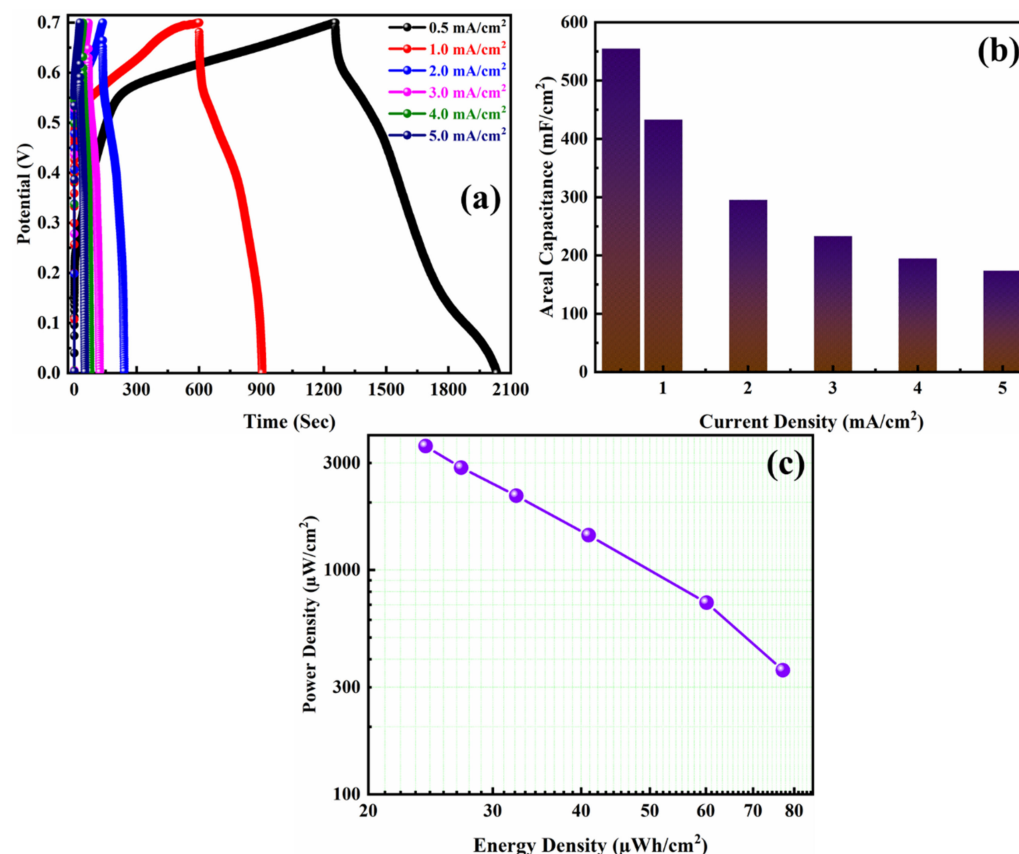 0.7
0.6
0.5
0.4
0.3
0.2
0.1
0.0
Potential (V)
0.5 mA/cm²
1.0 mA/cm²
2.0 mA/cm²
3.0 mA/cm²
4.0 mA/cm²
5.0 mA/cm²
(a)
0 300 600 900 1200 1500 1800 2100
Time (Sec)
600
500
400
300
200
100
0
Areal Capacitance (mF/cm²)
(b)
1 2 3 4 5
Current Density (mA/cm²)
3000
1000
300
100
Power Density (µW/cm²)
(c)
20 30 40 50 60 70 80
Energy Density (µWh/cm²)